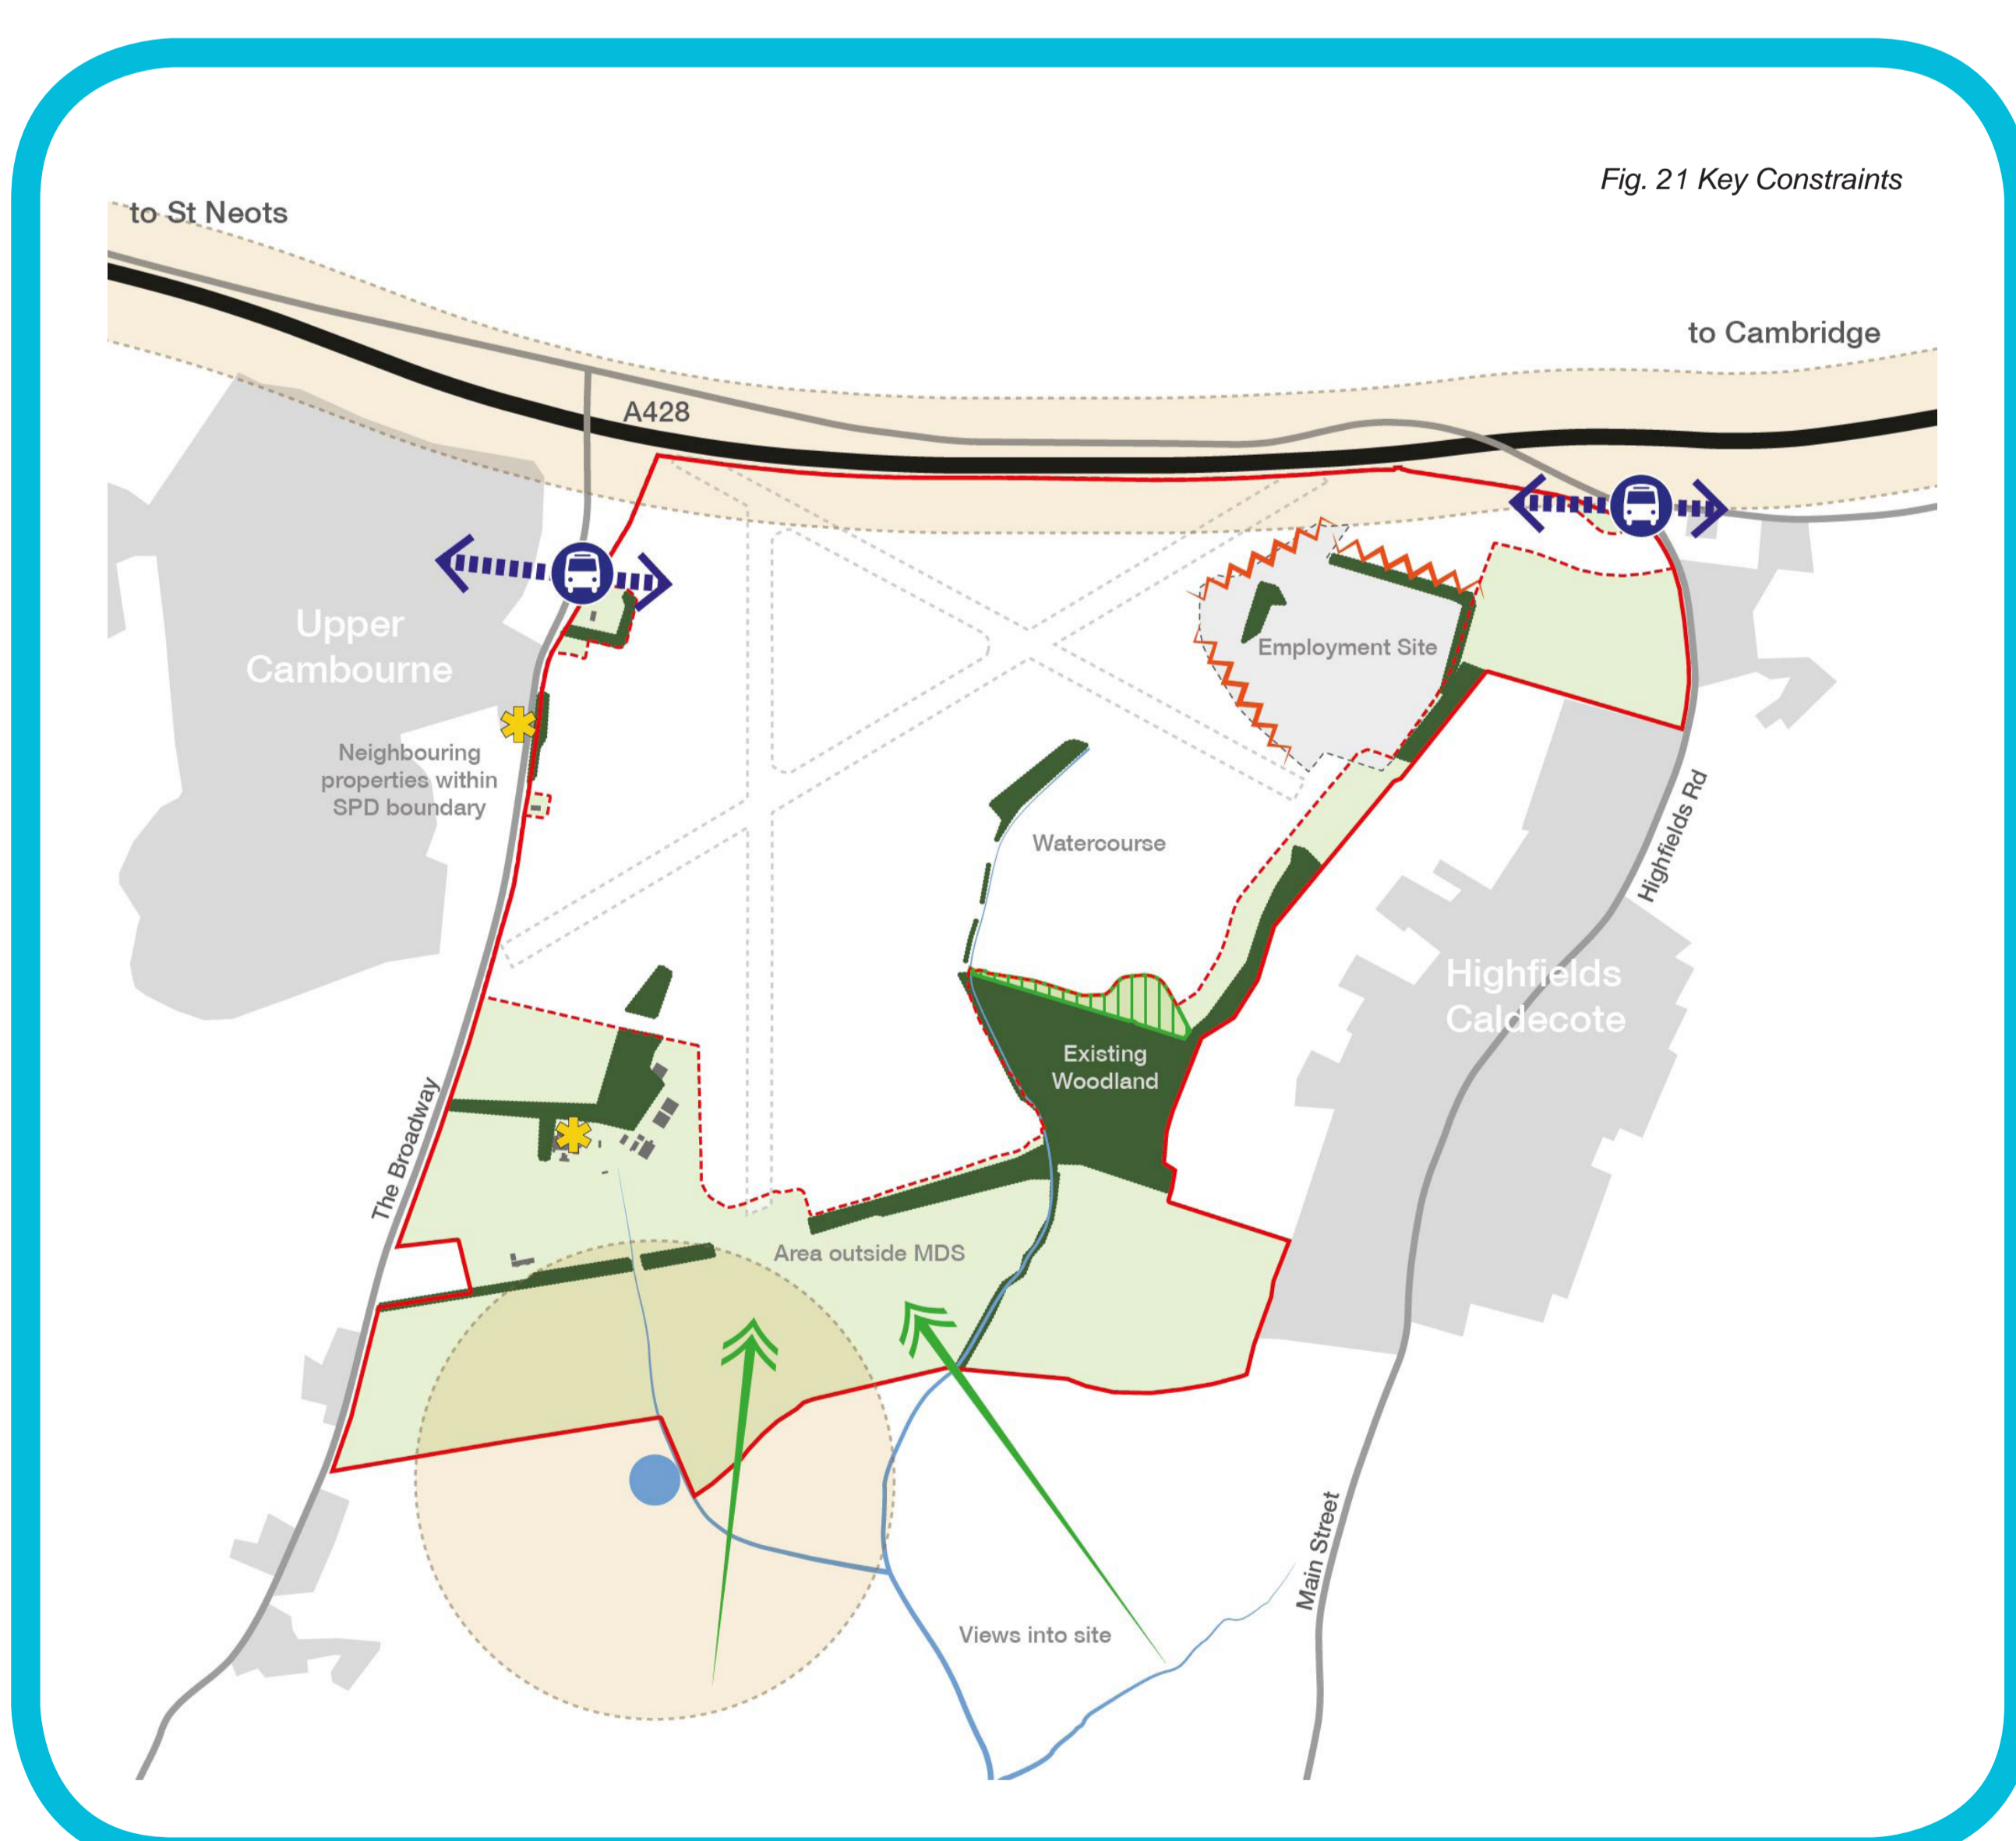 Fig. 21 Key Constraints
to St Neots
to Cambridge
A428
Upper
Cambourne
Employment Site
Neighbouring
properties within
SPD boundary
Highfields Rd
Watercourse
Highfields
Caldecote
Existing
Woodland
The Broadway
Area outside MDS
Main Street
Views into site